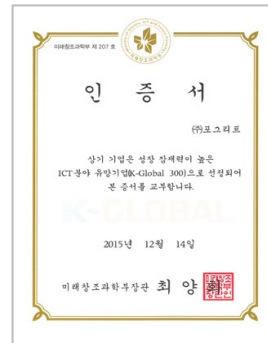 미래창조과학부 제 207 호
인 증 서
㈜포그리트
상기 기업은 성장 잠재력이 높은
ICT분야 유망기업(K-Global 300)으로 선정되어
본 증서를 교부합니다.
K-GLOBAL
2015년 12월 14일
미래창조과학부장관 최 양 희